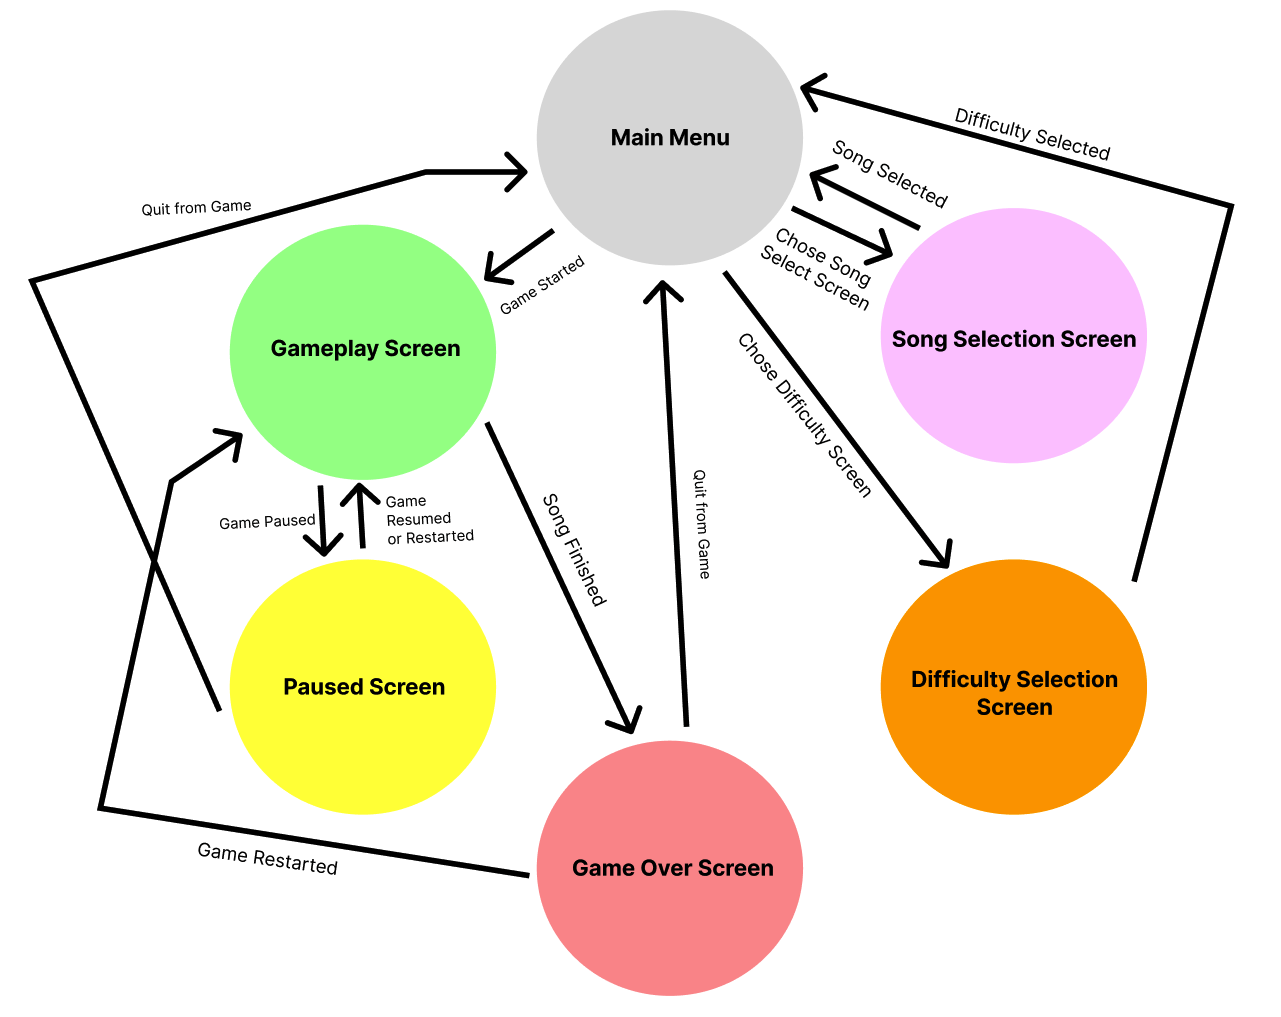 Main Menu
Difficulty Selected
Song Selected
Quit from Game
Chose Song
Select Screen
Game Started
Gameplay Screen
Song Selection Screen
Chose Difficulty Screen
Quit from Game
Song Finished
Game Paused
Game
Resumed
or Restarted
Paused Screen
Difficulty Selection
Screen
Game Restarted
Game Over Screen